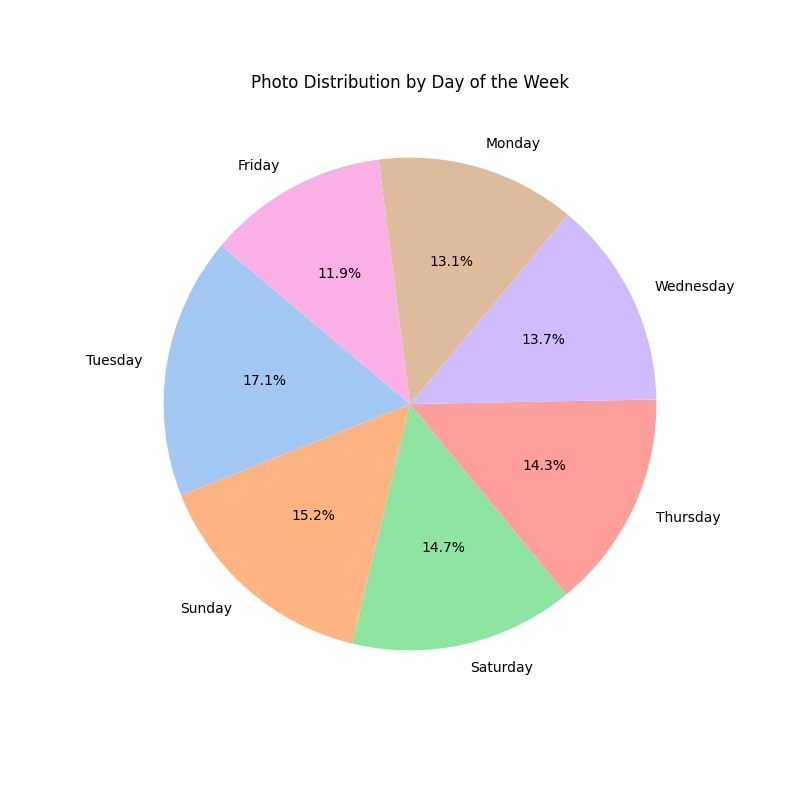 Photo Distribution by Day of the Week
Monday
Friday
Wednesday
13.1%
11.9%
13.7%
Tuesday
17.1%
14.3%
15.2%
Thursday
14.7%
Sunday
Saturday